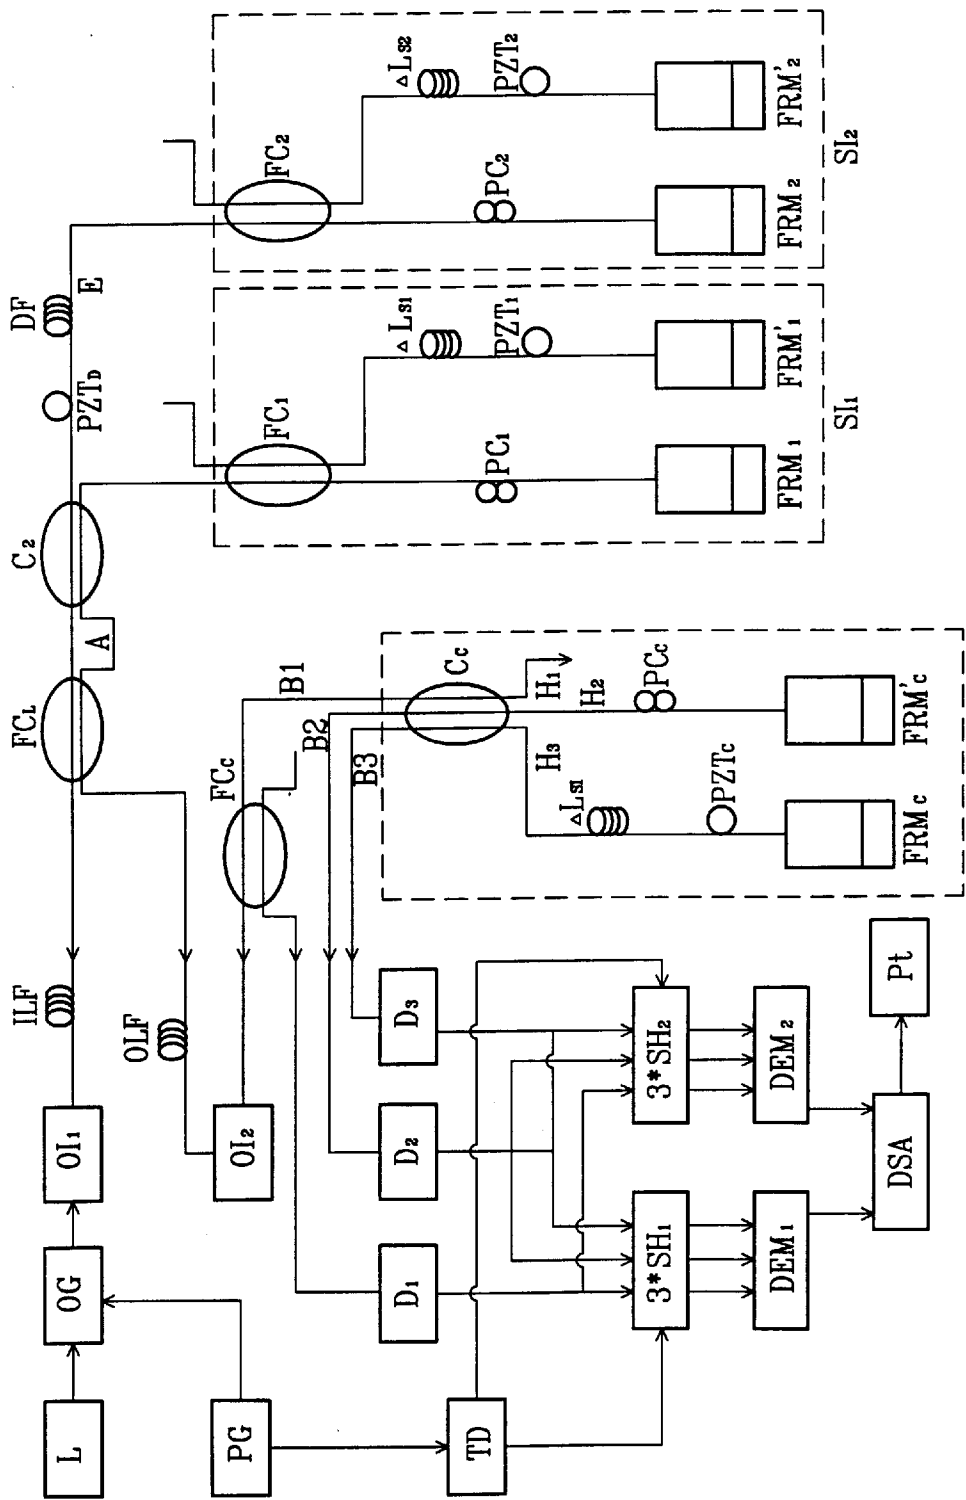 L
OG
OI₁
ILF
FC_L
A
C₂
PZT_D
DF
E
OLF
PG
OI₂
FC_C
B1
B2
B3
FC₁
ΔL_S1
PC₁
PZT₁
FRM₁
FRM'₁
SI₁
FC₂
ΔL_S2
PC₂
PZT₂
FRM₂
FRM'₂
SI₂
D₁
D₂
D₃
C_C
H₁
H₂
H₃
ΔL_S1
PC_C
PZT_C
FRM_C
FRM'_C
TD
3*SH₁
3*SH₂
DEM₁
DEM₂
DSA
Pt